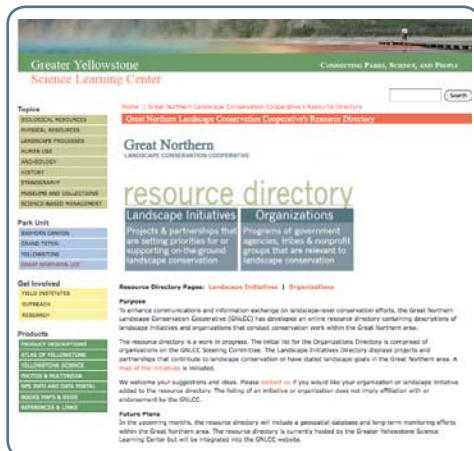 Greater Yellowstone
Science Learning Center
CONNECTING PARKS, SCIENCE, AND PEOPLE
Search
Topics
BIOLOGICAL RESOURCES
PHYSICAL RESOURCES
LANDSCAPE PROCESSES
HUMAN USE
ARCHEOLOGY
HISTORY
ETHNOGRAPHY
MUSEUMS AND COLLECTIONS
SCIENCE-BASED MANAGEMENT
Park Unit
BIGHORN CANYON
GRAND TETON
YELLOWSTONE
GREAT NORTHERN LCC
Get Involved
FIELD INSTITUTES
OUTREACH
RESEARCH
Products
PRODUCT DESCRIPTIONS
ATLAS OF YELLOWSTONE
YELLOWSTONE SCIENCE
PHOTOS & MULTIMEDIA
NPS INFO AND DATA PORTAL
BOOKS MAPS & DVDS
REFERENCES & LINKS
Home :: Great Northern Landscape Conservation Cooperative's Resource Directory
Great Northern Landscape Conservation Cooperative's Resource Directory
Great Northern
LANDSCAPE CONSERVATION COOPERATIVE
resource directory
Landscape Initiatives
Projects & partnerships that
are setting priorities for or
supporting on-the-ground
landscape conservation
Organizations
Programs of government
agencies, tribes & nonprofit
groups that are relevant to
landscape conservation
Resource Directory Pages: Landscape Initiatives | Organizations
Purpose
To enhance communications and information exchange on landscape-level conservation efforts, the Great Northern
Landscape Conservation Cooperative (GNLCC) has developed an online resource directory containing descriptions of
landscape initiatives and organizations that conduct conservation work within the Great Northern area.
The resource directory is a work in progress. The initial list for the Organizations Directory is comprised of
organizations on the GNLCC Steering Committee. The Landscape Initiatives Directory displays projects and
partnerships that contribute to landscape conservation or have stated landscape goals in the Great Northern area. A
map of the initiatives is included.
We welcome your suggestions and ideas. Please contact us if you would like your organization or landscape initiative
added to the resource directory. The listing of an initiative or organization does not imply affiliation with or
endorsement by the GNLCC.
Future Plans
In the upcoming months, the resource directory will include a geospatial database and long-term monitoring efforts
within the Great Northern area. The resource directory is currently hosted by the Greater Yellowstone Science
Learning Center but will be integrated into the GNLCC website.